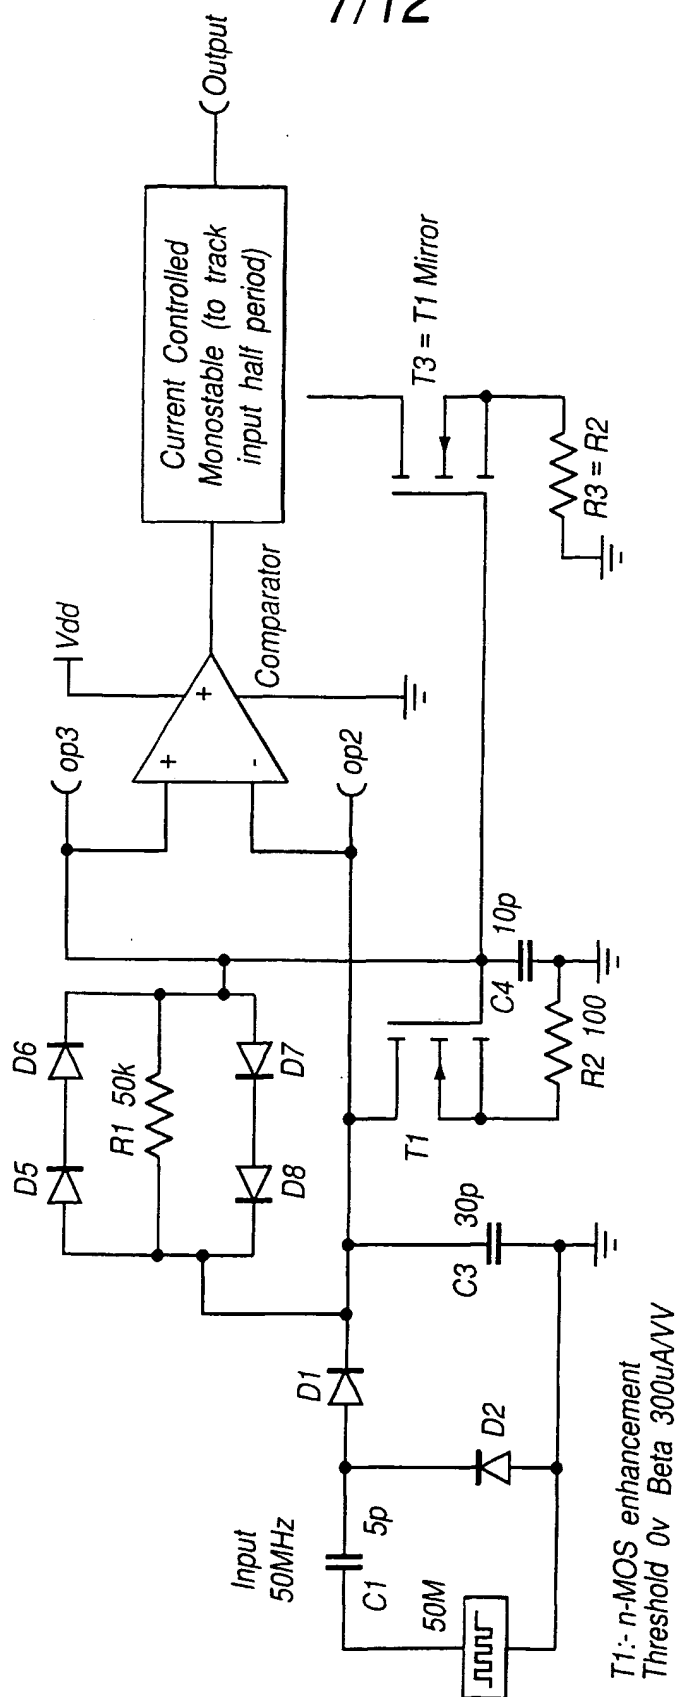 7/12
Output
Current Controlled
Monostable (to track
input half period)
T3 = T1 Mirror
R3 = R2
Vdd
Comparator
+
+
-
op3
op2
D6
D5
R1 50k
D7
D8
10p
C4
R2 100
T1
30p
C3
D1
D2
Input
50MHz
5p
C1
50M
T1:- n-MOS enhancement
Threshold 0v Beta 300uA/VV